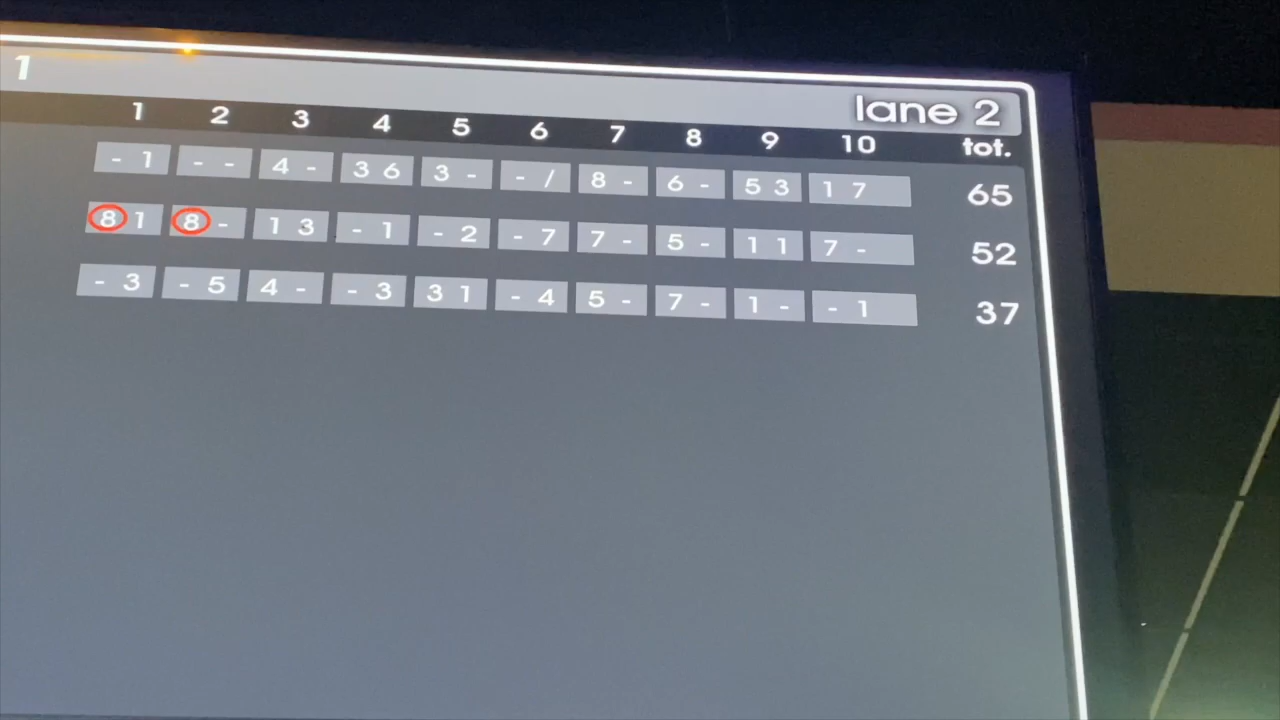 1
lane 2
1 2 3 4 5 6 7 8 9 10 tot.
- 1 - - 4 - 3 6 3 - - / 8 - 6 - 5 3 1 7 65
8 1 8 - 1 3 - 1 - 2 - 7 7 - 5 - 1 1 7 - 52
- 3 - 5 4 - - 3 3 1 - 4 5 - 7 - 1 - - 1 37